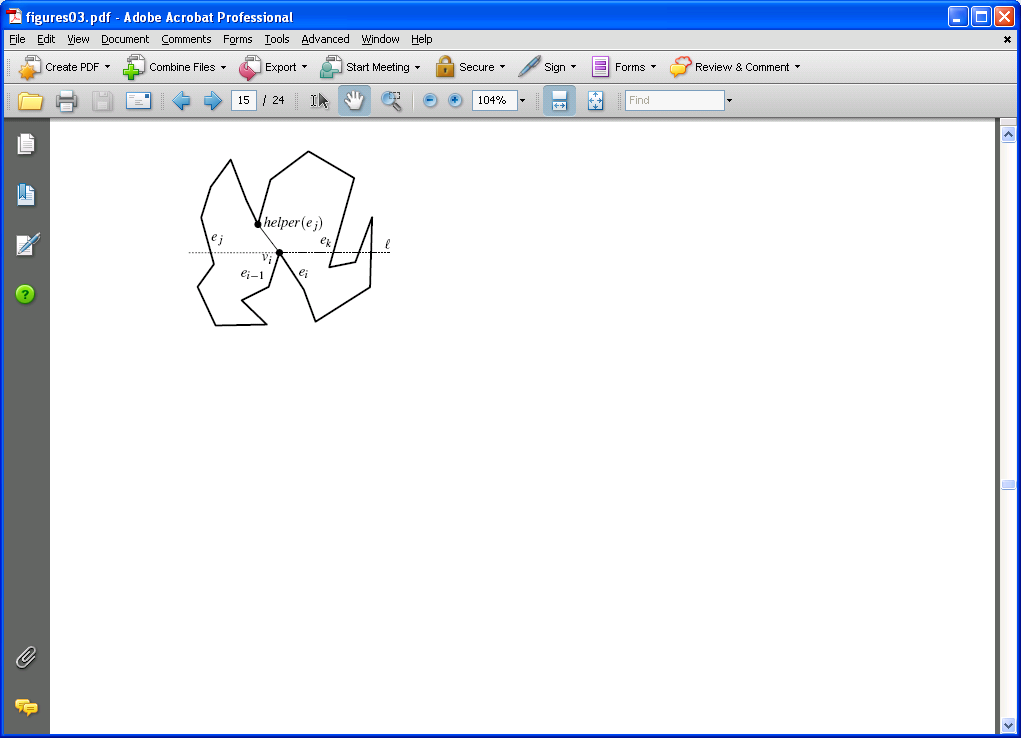 figures03.pdf - Adobe Acrobat Professional
File Edit View Document Comments Forms Tools Advanced Window Help
Create PDF Combine Files Export Start Meeting Secure Sign Forms Review & Comment
15 / 24 104% Find
helper(e_j)
e_j e_k ℓ
v_i
e_{i−1} e_i